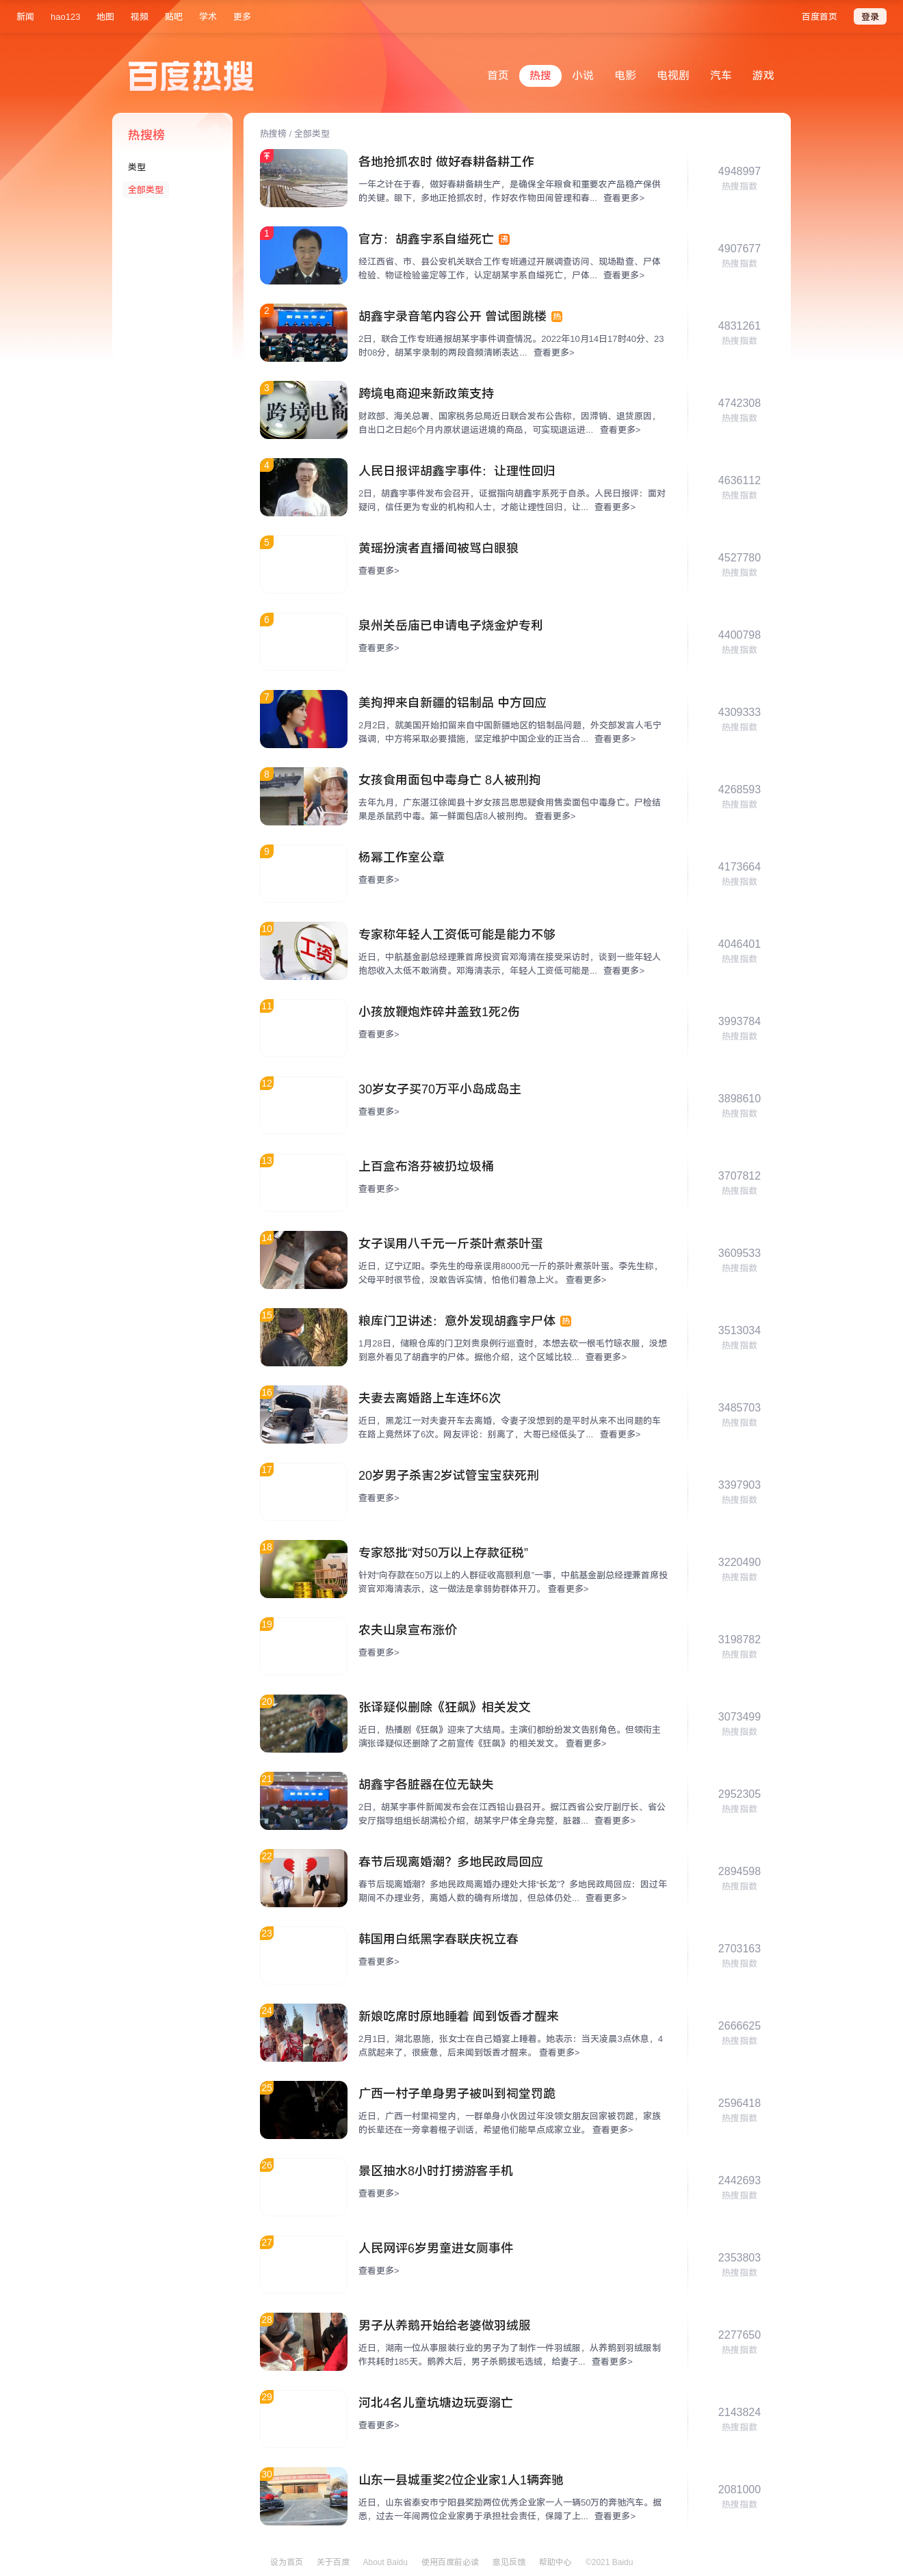 新闻 hao123 地图 视频 贴吧 学术 更多 百度首页 登录
百度热搜 首页 热搜 小说 电影 电视剧 汽车 游戏
热搜榜
类型
全部类型
热搜榜 / 全部类型
各地抢抓农时 做好春耕备耕工作
一年之计在于春，做好春耕备耕生产，是确保全年粮食和重要农产品稳产保供
的关键。眼下，多地正抢抓农时，作好农作物田间管理和春... 查看更多>
4948997
热搜指数
1
官方：胡鑫宇系自缢死亡 沸
经江西省、市、县公安机关联合工作专班通过开展调查访问、现场勘查、尸体
检验、物证检验鉴定等工作，认定胡某宇系自缢死亡，尸体... 查看更多>
4907677
热搜指数
2
胡鑫宇录音笔内容公开 曾试图跳楼 热
2日，联合工作专班通报胡某宇事件调查情况。2022年10月14日17时40分、23
时08分，胡某宇录制的两段音频清晰表达... 查看更多>
4831261
热搜指数
3
跨境电商
跨境电商迎来新政策支持
财政部、海关总署、国家税务总局近日联合发布公告称，因滞销、退货原因，
自出口之日起6个月内原状退运进境的商品，可实现退运进... 查看更多>
4742308
热搜指数
4
人民日报评胡鑫宇事件：让理性回归
2日，胡鑫宇事件发布会召开，证据指向胡鑫宇系死于自杀。人民日报评：面对
疑问，信任更为专业的机构和人士，才能让理性回归，让... 查看更多>
4636112
热搜指数
5
黄瑶扮演者直播间被骂白眼狼
查看更多>
4527780
热搜指数
6
泉州关岳庙已申请电子烧金炉专利
查看更多>
4400798
热搜指数
7
美拘押来自新疆的铝制品 中方回应
2月2日，就美国开始扣留来自中国新疆地区的铝制品问题，外交部发言人毛宁
强调，中方将采取必要措施，坚定维护中国企业的正当合... 查看更多>
4309333
热搜指数
8
女孩食用面包中毒身亡 8人被刑拘
去年九月，广东湛江徐闻县十岁女孩吕思思疑食用售卖面包中毒身亡。尸检结
果是杀鼠药中毒。第一鲜面包店8人被刑拘。 查看更多>
4268593
热搜指数
9
杨幂工作室公章
查看更多>
4173664
热搜指数
10
工资
专家称年轻人工资低可能是能力不够
近日，中航基金副总经理兼首席投资官邓海清在接受采访时，谈到一些年轻人
抱怨收入太低不敢消费。邓海清表示，年轻人工资低可能是... 查看更多>
4046401
热搜指数
11
小孩放鞭炮炸碎井盖致1死2伤
查看更多>
3993784
热搜指数
12
30岁女子买70万平小岛成岛主
查看更多>
3898610
热搜指数
13
上百盒布洛芬被扔垃圾桶
查看更多>
3707812
热搜指数
14
女子误用八千元一斤茶叶煮茶叶蛋
近日，辽宁辽阳。李先生的母亲误用8000元一斤的茶叶煮茶叶蛋。李先生称，
父母平时很节俭，没敢告诉实情，怕他们着急上火。 查看更多>
3609533
热搜指数
15
粮库门卫讲述：意外发现胡鑫宇尸体 热
1月28日，储粮仓库的门卫刘贵泉例行巡查时，本想去砍一根毛竹晾衣服，没想
到意外看见了胡鑫宇的尸体。据他介绍，这个区域比较... 查看更多>
3513034
热搜指数
16
夫妻去离婚路上车连坏6次
近日，黑龙江一对夫妻开车去离婚，令妻子没想到的是平时从来不出问题的车
在路上竟然坏了6次。网友评论：别离了，大哥已经低头了... 查看更多>
3485703
热搜指数
17
20岁男子杀害2岁试管宝宝获死刑
查看更多>
3397903
热搜指数
18
专家怒批“对50万以上存款征税”
针对“向存款在50万以上的人群征收高额利息”一事，中航基金副总经理兼首席投
资官邓海清表示，这一做法是拿弱势群体开刀。 查看更多>
3220490
热搜指数
19
农夫山泉宣布涨价
查看更多>
3198782
热搜指数
20
张译疑似删除《狂飙》相关发文
近日，热播剧《狂飙》迎来了大结局。主演们都纷纷发文告别角色。但领衔主
演张译疑似还删除了之前宣传《狂飙》的相关发文。 查看更多>
3073499
热搜指数
21
胡鑫宇各脏器在位无缺失
2日，胡某宇事件新闻发布会在江西铅山县召开。据江西省公安厅副厅长、省公
安厅指导组组长胡满松介绍，胡某宇尸体全身完整，脏器... 查看更多>
2952305
热搜指数
22
春节后现离婚潮？多地民政局回应
春节后现离婚潮？多地民政局离婚办理处大排“长龙”？多地民政局回应：因过年
期间不办理业务，离婚人数的确有所增加，但总体仍处... 查看更多>
2894598
热搜指数
23
韩国用白纸黑字春联庆祝立春
查看更多>
2703163
热搜指数
24
新娘吃席时原地睡着 闻到饭香才醒来
2月1日，湖北恩施，张女士在自己婚宴上睡着。她表示：当天凌晨3点休息，4
点就起来了，很疲惫，后来闻到饭香才醒来。 查看更多>
2666625
热搜指数
25
广西一村子单身男子被叫到祠堂罚跪
近日，广西一村里祠堂内，一群单身小伙因过年没领女朋友回家被罚跪，家族
的长辈还在一旁拿着棍子训话，希望他们能早点成家立业。 查看更多>
2596418
热搜指数
26
景区抽水8小时打捞游客手机
查看更多>
2442693
热搜指数
27
人民网评6岁男童进女厕事件
查看更多>
2353803
热搜指数
28
男子从养鹅开始给老婆做羽绒服
近日，湖南一位从事服装行业的男子为了制作一件羽绒服，从养鹅到羽绒服制
作共耗时185天。鹅养大后，男子杀鹅拔毛选绒，给妻子... 查看更多>
2277650
热搜指数
29
河北4名儿童坑塘边玩耍溺亡
查看更多>
2143824
热搜指数
30
山东一县城重奖2位企业家1人1辆奔驰
近日，山东省泰安市宁阳县奖励两位优秀企业家一人一辆50万的奔驰汽车。据
悉，过去一年间两位企业家勇于承担社会责任，保障了上... 查看更多>
2081000
热搜指数
设为首页 关于百度 About Baidu 使用百度前必读 意见反馈 帮助中心 ©2021 Baidu